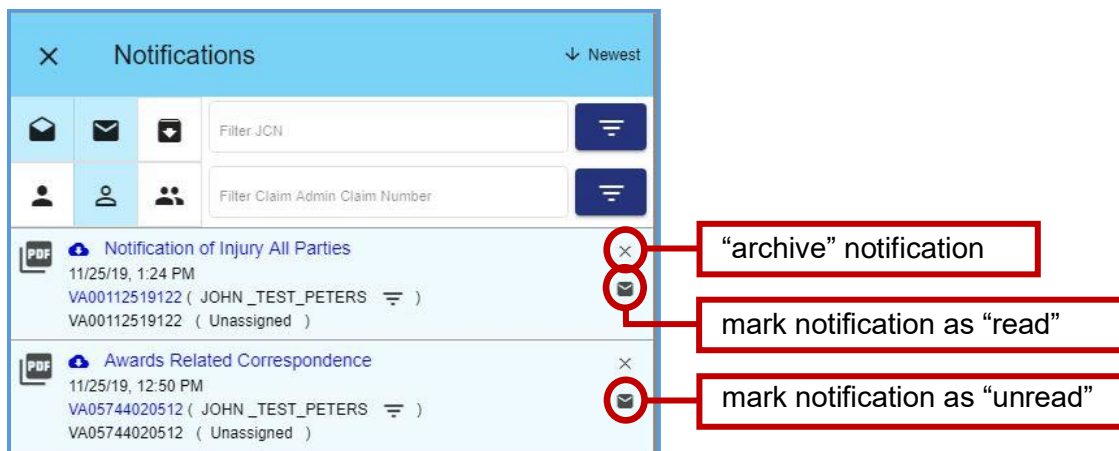 Notifications
Newest
Filter JCN
Filter Claim Admin Claim Number
PDF Notification of Injury All Parties
11/25/19, 1:24 PM
VA00112519122 ( JOHN _TEST_PETERS )
VA00112519122 ( Unassigned )
“archive” notification
mark notification as “read”
PDF Awards Related Correspondence
11/25/19, 12:50 PM
VA05744020512 ( JOHN _TEST_PETERS )
VA05744020512 ( Unassigned )
mark notification as “unread”